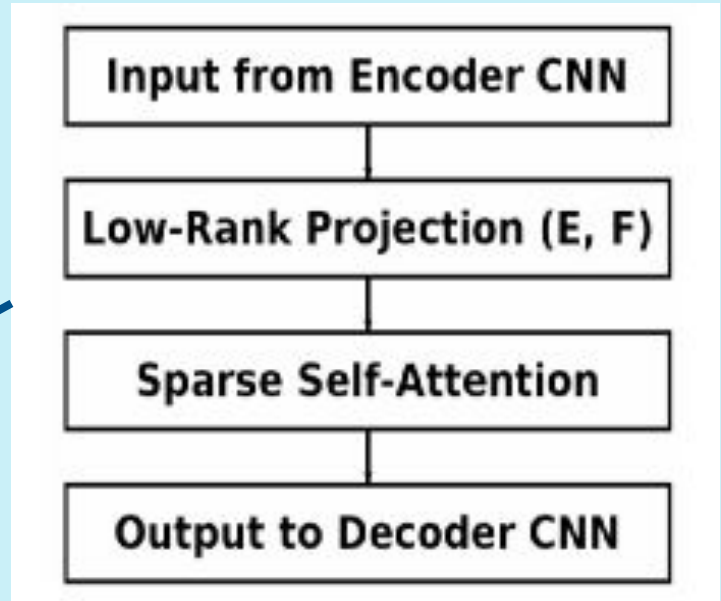 Input from Encoder CNN
Low-Rank Projection (E, F)
Sparse Self-Attention
Output to Decoder CNN